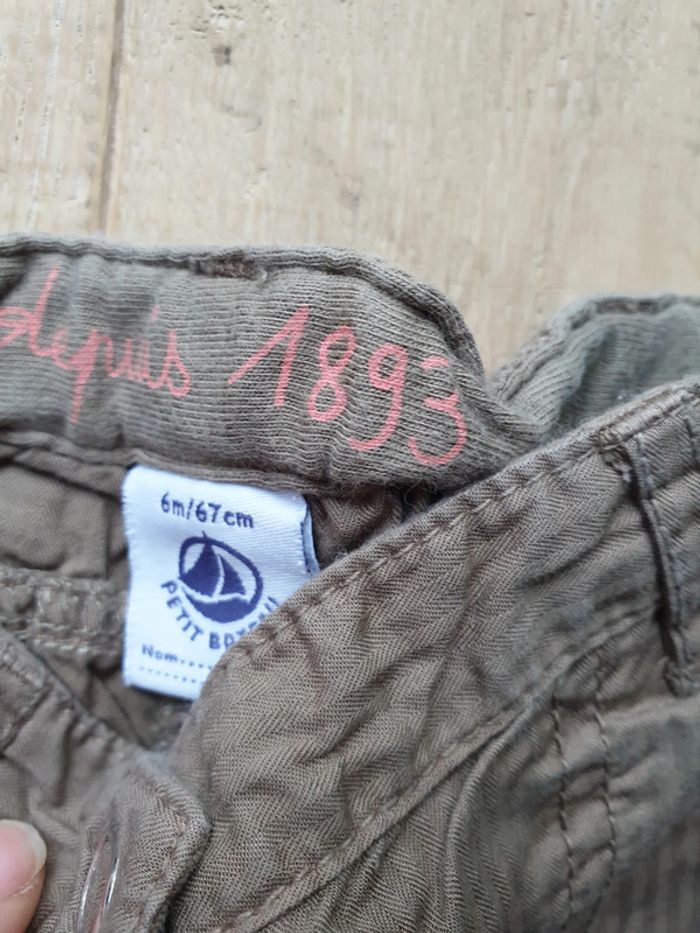 depuis 1893
6m/67cm
PETIT BATEAU
Nom..........